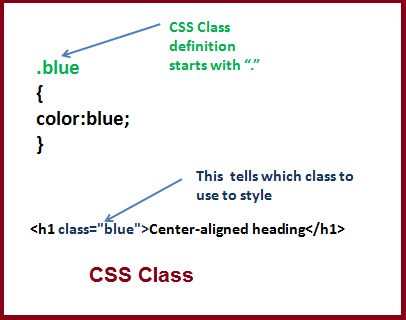 CSS Class
definition
starts with “.”
.blue
{
color:blue;
}
This  tells which class to
use to style
<h1 class="blue">Center-aligned heading</h1>
CSS Class